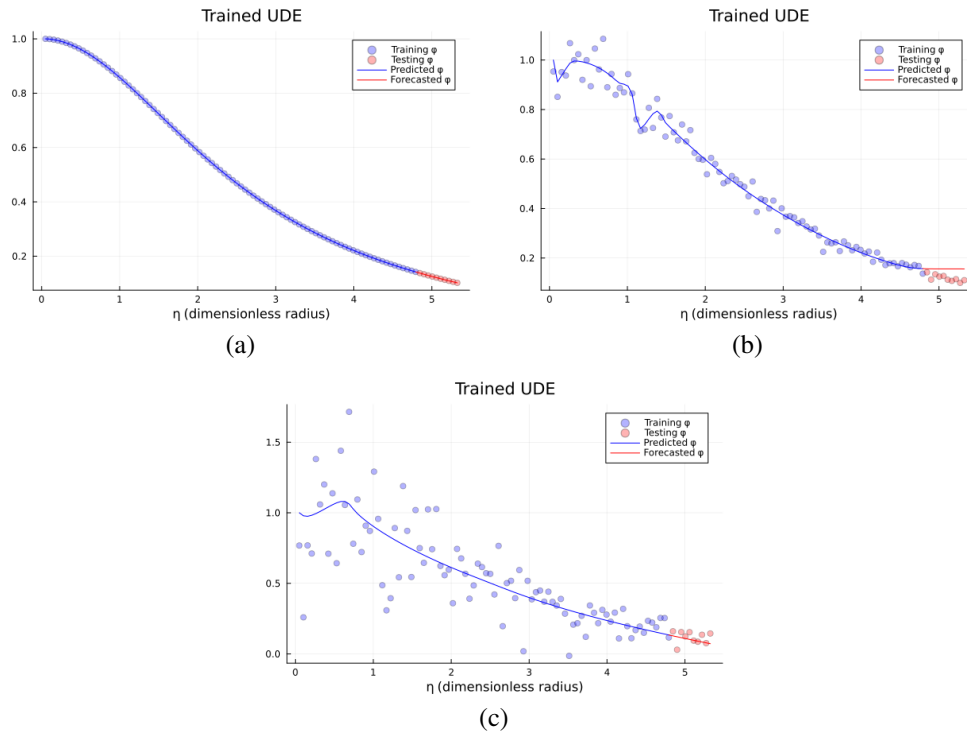 Trained UDE
1.0
0.8
0.6
0.4
0.2
0
1
2
3
4
5
η (dimensionless radius)
Training φ
Testing φ
Predicted φ
Forecasted φ
(a)
Trained UDE
1.0
0.8
0.6
0.4
0.2
0
1
2
3
4
5
η (dimensionless radius)
Training φ
Testing φ
Predicted φ
Forecasted φ
(b)
Trained UDE
1.5
1.0
0.5
0.0
0
1
2
3
4
5
η (dimensionless radius)
Training φ
Testing φ
Predicted φ
Forecasted φ
(c)